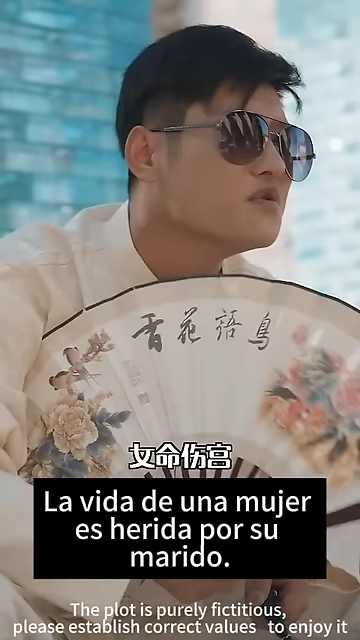 鳥語花香
女命伤宫
La vida de una mujer
es herida por su
marido.
The plot is purely fictitious,
please establish correct values to enjoy it